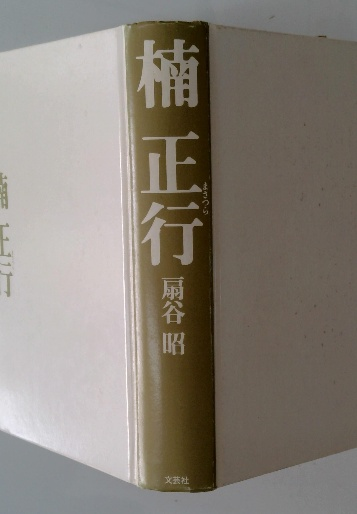 楠 正行
まさつら
扇谷 昭
文芸社
楠 正行